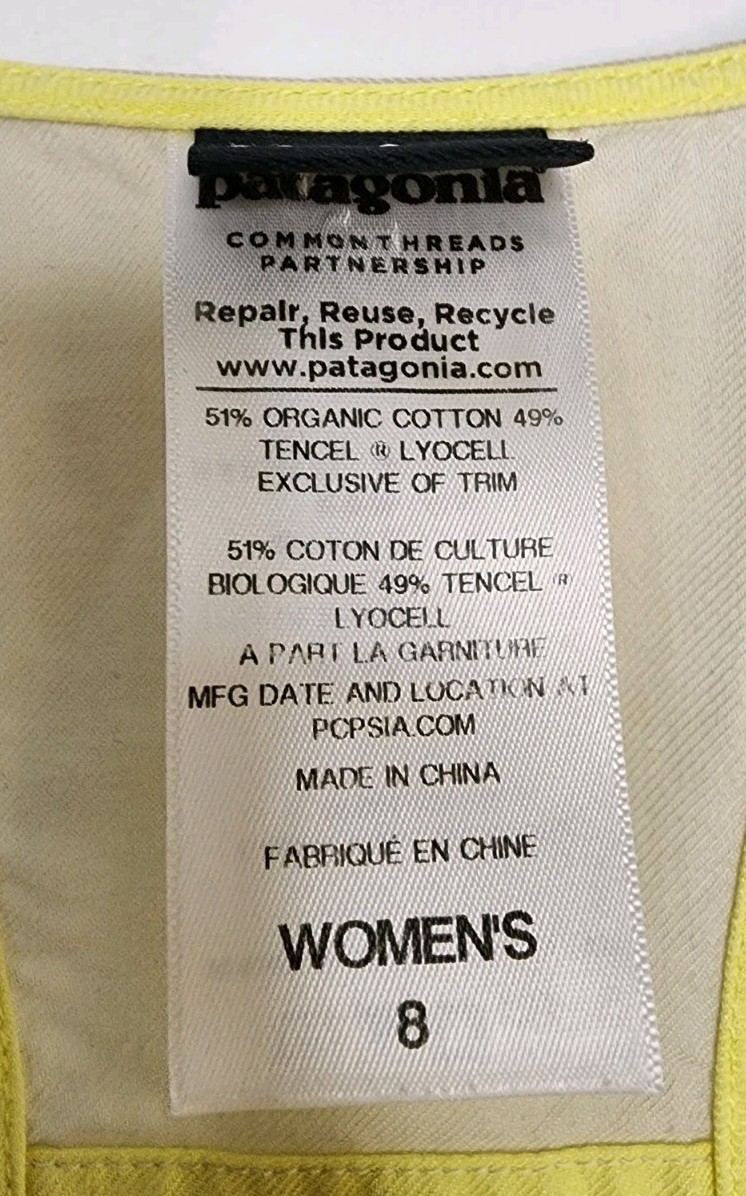 patagonia
COMMON THREADS
PARTNERSHIP
Repair, Reuse, Recycle
This Product
www.patagonia.com
51% ORGANIC COTTON 49%
TENCEL ® LYOCELL
EXCLUSIVE OF TRIM
51% COTON DE CULTURE
BIOLOGIQUE 49% TENCEL ®
LYOCELL
A PART LA GARNITURE
MFG DATE AND LOCATION AT
PCPSIA.COM
MADE IN CHINA
FABRIQUÉ EN CHINE
WOMEN'S
8